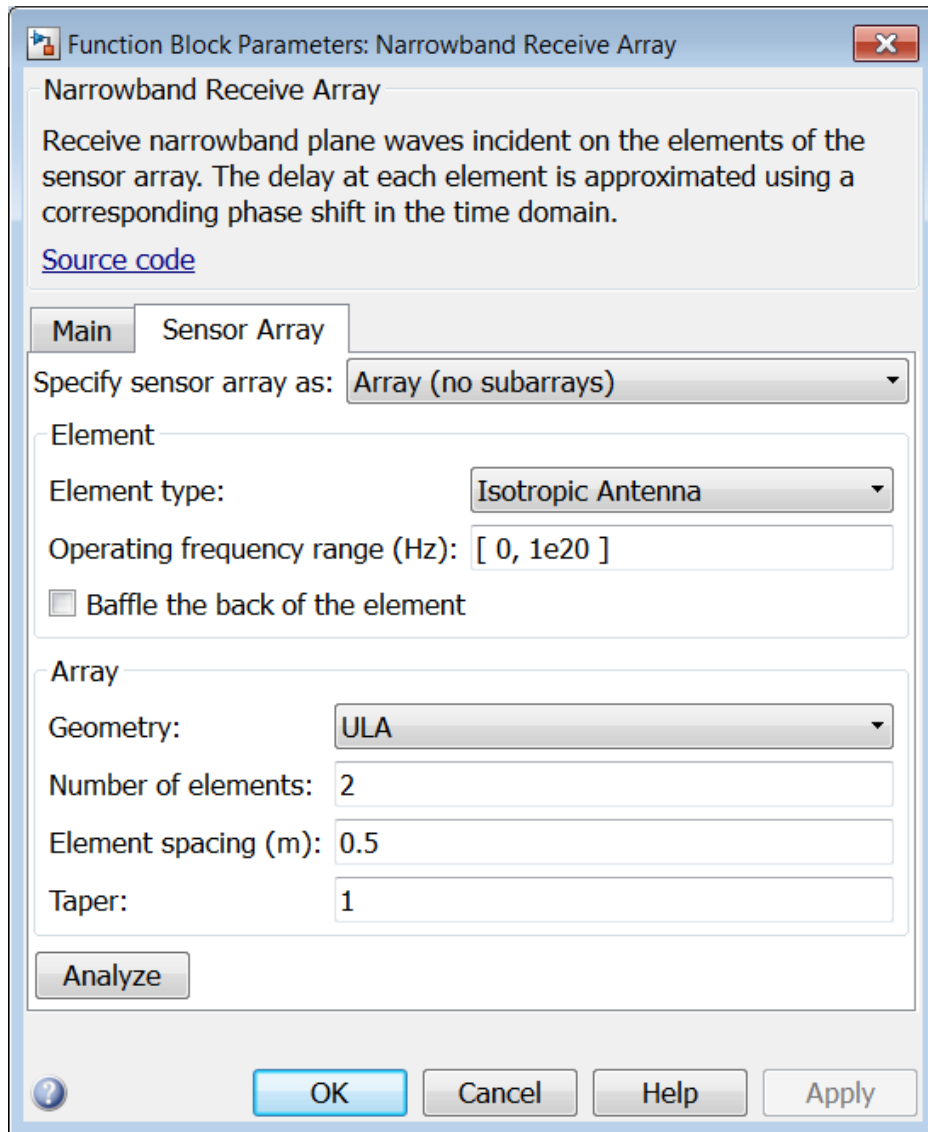 Function Block Parameters: Narrowband Receive Array
Narrowband Receive Array
Receive narrowband plane waves incident on the elements of the
sensor array. The delay at each element is approximated using a
corresponding phase shift in the time domain.
Source code
Main Sensor Array
Specify sensor array as: Array (no subarrays)
Element
Element type: Isotropic Antenna
Operating frequency range (Hz): [ 0, 1e20 ]
Baffle the back of the element
Array
Geometry: ULA
Number of elements: 2
Element spacing (m): 0.5
Taper: 1
Analyze
? OK Cancel Help Apply